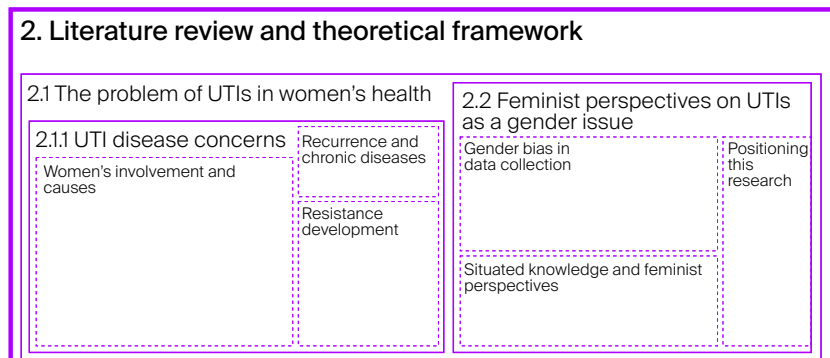 2. Literature review and theoretical framework
2.1 The problem of UTIs in women's health
2.1.1 UTI disease concerns
Women's involvement and
causes
Recurrence and
chronic diseases
Resistance
development
2.2 Feminist perspectives on UTIs
as a gender issue
Gender bias in
data collection
Situated knowledge and feminist
perspectives
Positioning
this
research